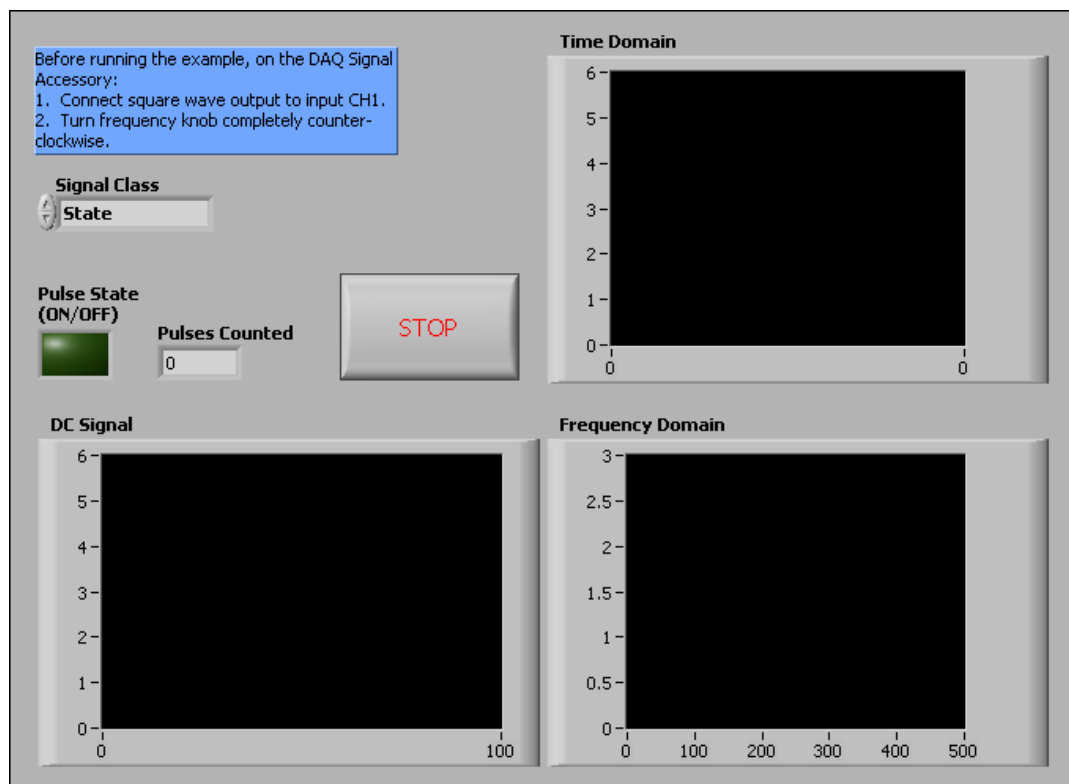 Before running the example, on the DAQ Signal
Accessory:
1. Connect square wave output to input CH1.
2. Turn frequency knob completely counter-
clockwise.
Signal Class
State
Pulse State
(ON/OFF)
Pulses Counted
0
STOP
Time Domain
6
5
4
3
2
1
0
0 0
DC Signal
6
5
4
3
2
1
0
0 100
Frequency Domain
3
2.5
2
1.5
1
0.5
0
0 100 200 300 400 500